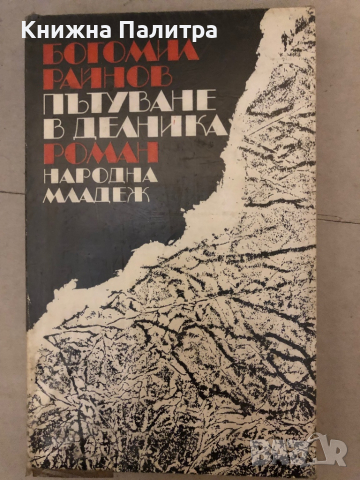 Книжна Палитра
БОГОМИЛ
РАЙНОВ
ПЪТУВАНЕ
В ДЕЛНИКА
РОМАН
НАРОДНА
МЛАДЕЖ